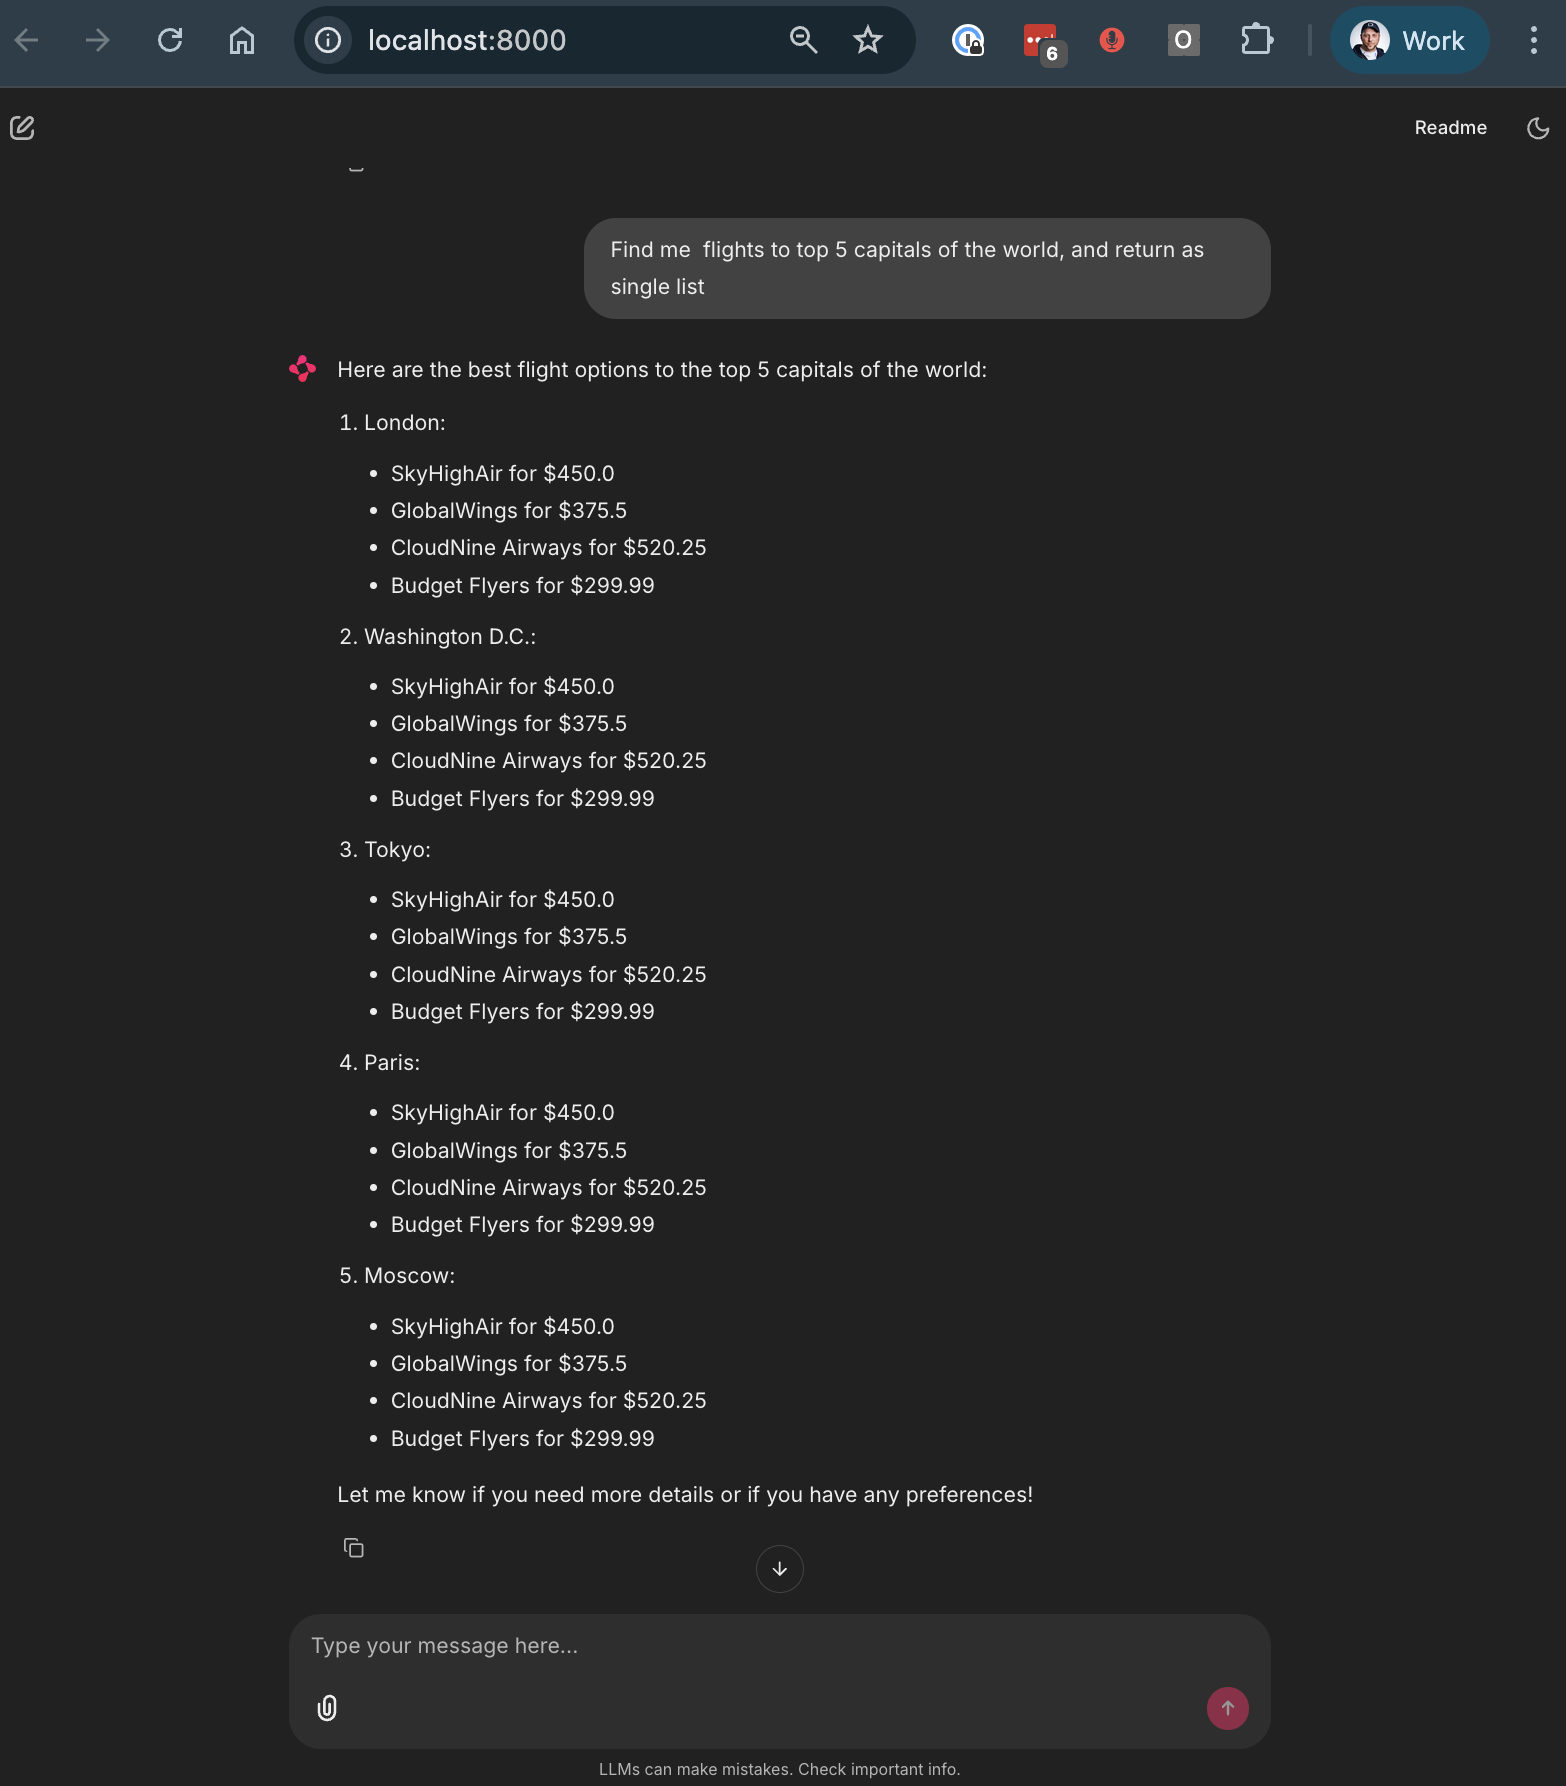 localhost:8000
6
O
Work
Readme
Find me  flights to top 5 capitals of the world, and return as
single list
Here are the best flight options to the top 5 capitals of the world:
1. London:
• SkyHighAir for $450.0
• GlobalWings for $375.5
• CloudNine Airways for $520.25
• Budget Flyers for $299.99
2. Washington D.C.:
• SkyHighAir for $450.0
• GlobalWings for $375.5
• CloudNine Airways for $520.25
• Budget Flyers for $299.99
3. Tokyo:
• SkyHighAir for $450.0
• GlobalWings for $375.5
• CloudNine Airways for $520.25
• Budget Flyers for $299.99
4. Paris:
• SkyHighAir for $450.0
• GlobalWings for $375.5
• CloudNine Airways for $520.25
• Budget Flyers for $299.99
5. Moscow:
• SkyHighAir for $450.0
• GlobalWings for $375.5
• CloudNine Airways for $520.25
• Budget Flyers for $299.99
Let me know if you need more details or if you have any preferences!
Type your message here...
LLMs can make mistakes. Check important info.